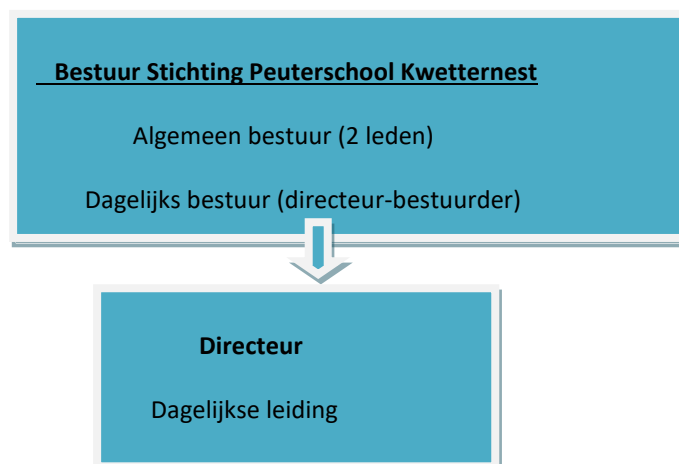 Bestuur Stichting Peuterschool Kwetternest
Algemeen bestuur (2 leden)
Dagelijks bestuur (directeur-bestuurder)
Directeur
Dagelijkse leiding